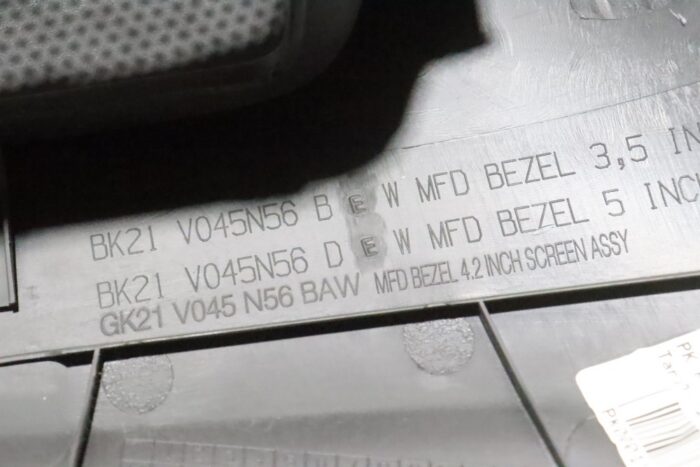 BK21 V045N56 B E W MFD BEZEL 3,5 IN
BK21 V045N56 D E W MFD BEZEL 5 INC
GK21 V045 N56 BAW MFD BEZEL 4.2 INCH SCREEN ASSY